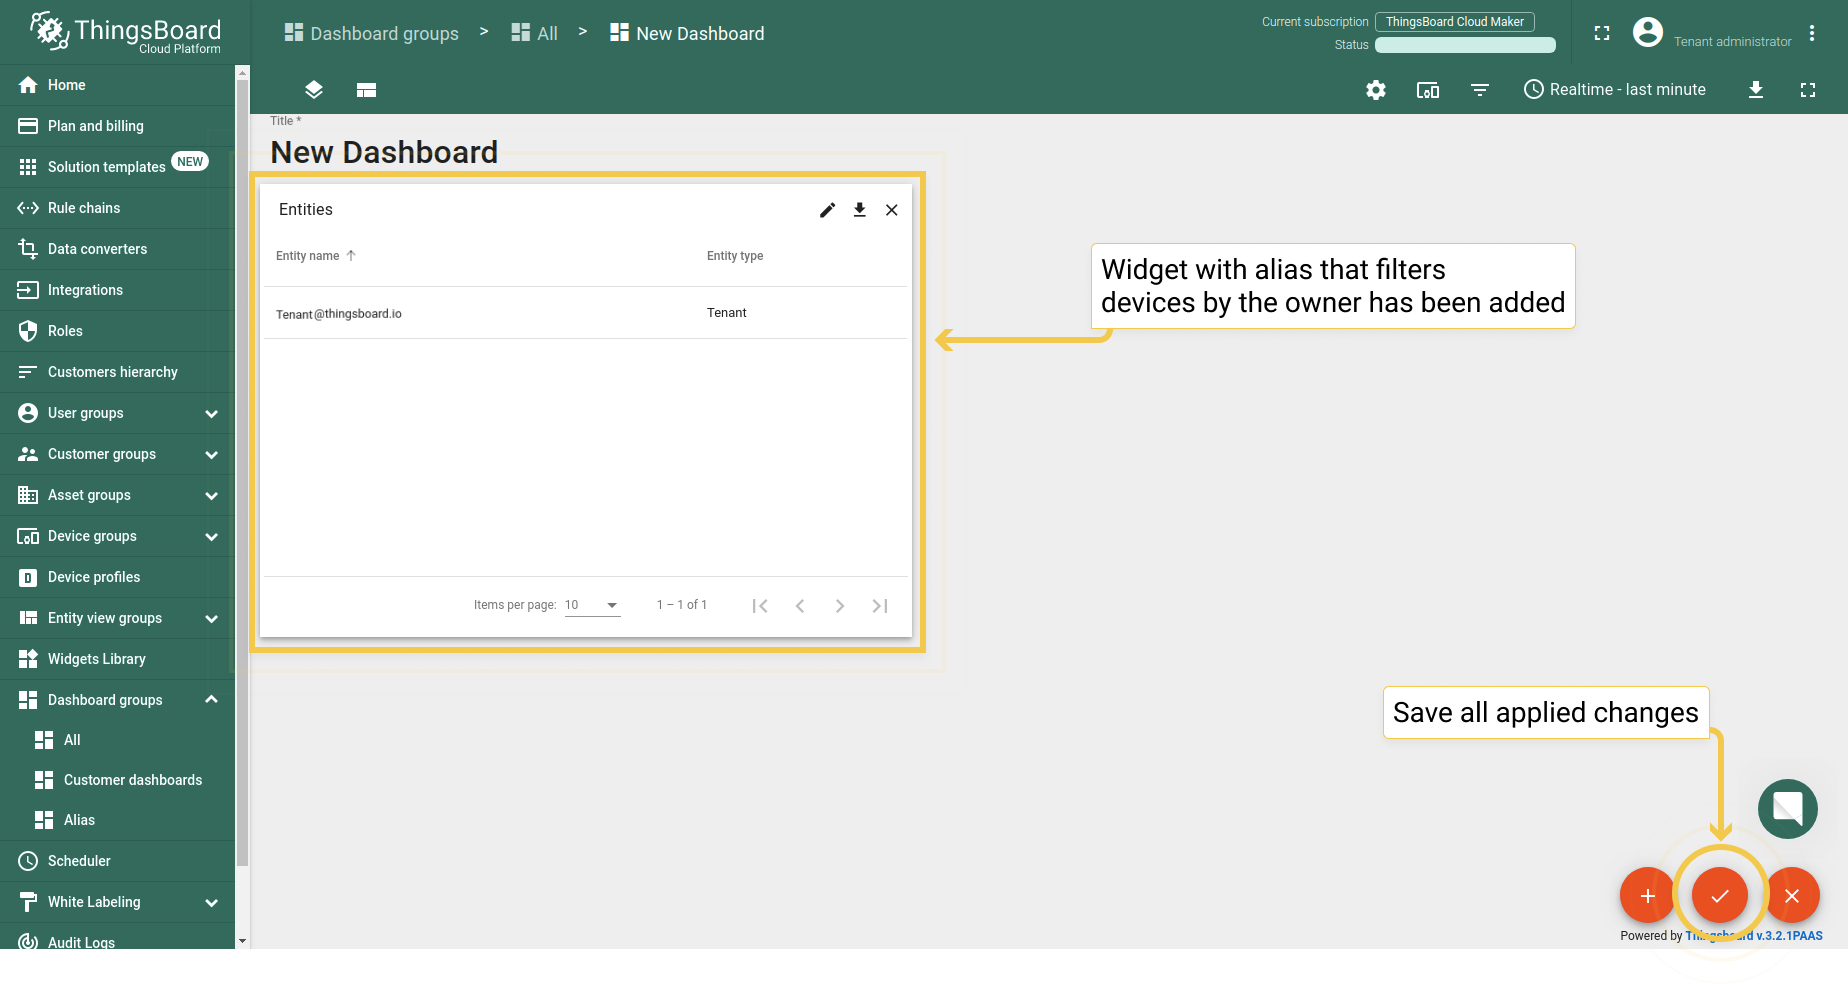 ThingsBoard
Cloud Platform
Dashboard groups > All > New Dashboard
Current subscription ThingsBoard Cloud Maker
Status
Tenant administrator
Realtime - last minute
Home
Plan and billing
Solution templates NEW
Rule chains
Data converters
Integrations
Roles
Customers hierarchy
User groups
Customer groups
Asset groups
Device groups
Device profiles
Entity view groups
Widgets Library
Dashboard groups
All
Customer dashboards
Alias
Scheduler
White Labeling
Audit Logs
Title *
New Dashboard
Entities
Entity name Entity type
Tenant@thingsboard.io Tenant
Items per page: 10 1 – 1 of 1
Widget with alias that filters
devices by the owner has been added
Save all applied changes
Powered by Thingsboard v.3.2.1PAAS